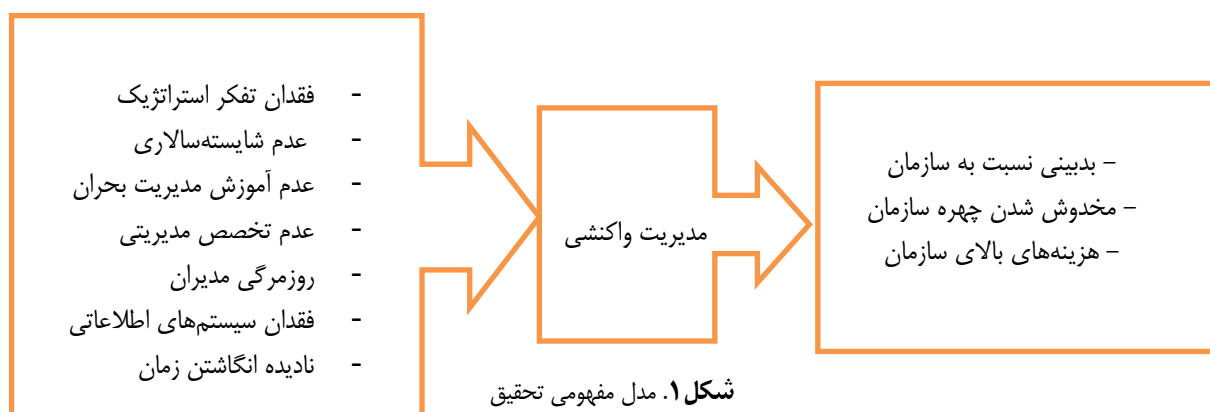 - فقدان تفکر استراتژیک
- عدم شایسته‌سالاری
- عدم آموزش مدیریت بحران
- عدم تخصص مدیریتی
- روزمرگی مدیران
- فقدان سیستم‌های اطلاعاتی
- نادیده انگاشتن زمان
مدیریت واکنشی
– بدبینی نسبت به سازمان
– مخدوش شدن چهره سازمان
– هزینه‌های بالای سازمان
شکل۱. مدل مفهومی تحقیق